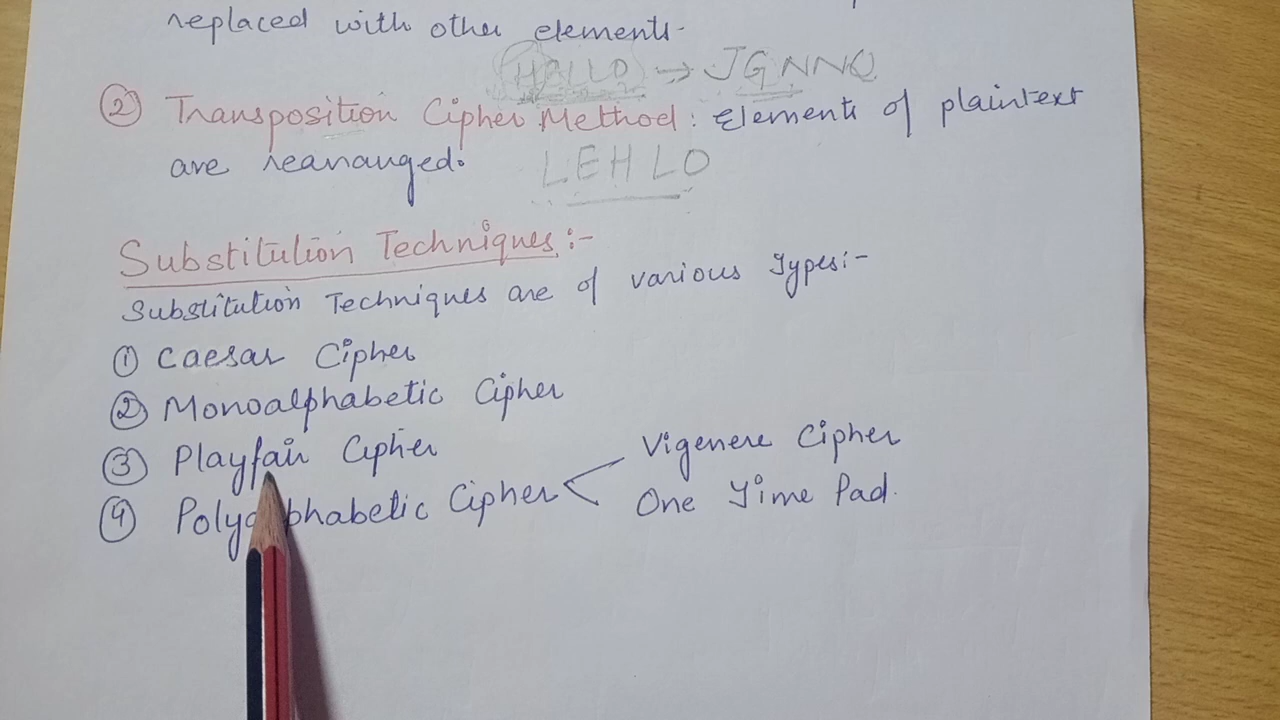 replaced with other elements.
HELLO → JGNNQ
② Transposition Cipher Method: Elements of plaintext
are rearranged. LEHLO
Substitution Techniques:-
Substitution Techniques are of various Types:-
① Caesar Cipher
② Monoalphabetic Cipher
③ Playfair Cipher
④ Polyalphabetic Cipher
Vigenere Cipher
One Time Pad.